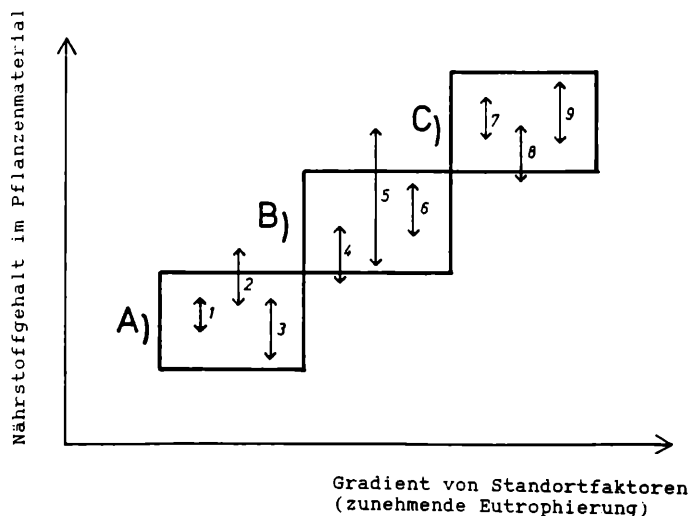 Nährstoffgehalt im Pflanzenmaterial
C)
7
9
8
B)
5
6
4
A)
2
1
3
Gradient von Standortfaktoren
(zunehmende Eutrophierung)